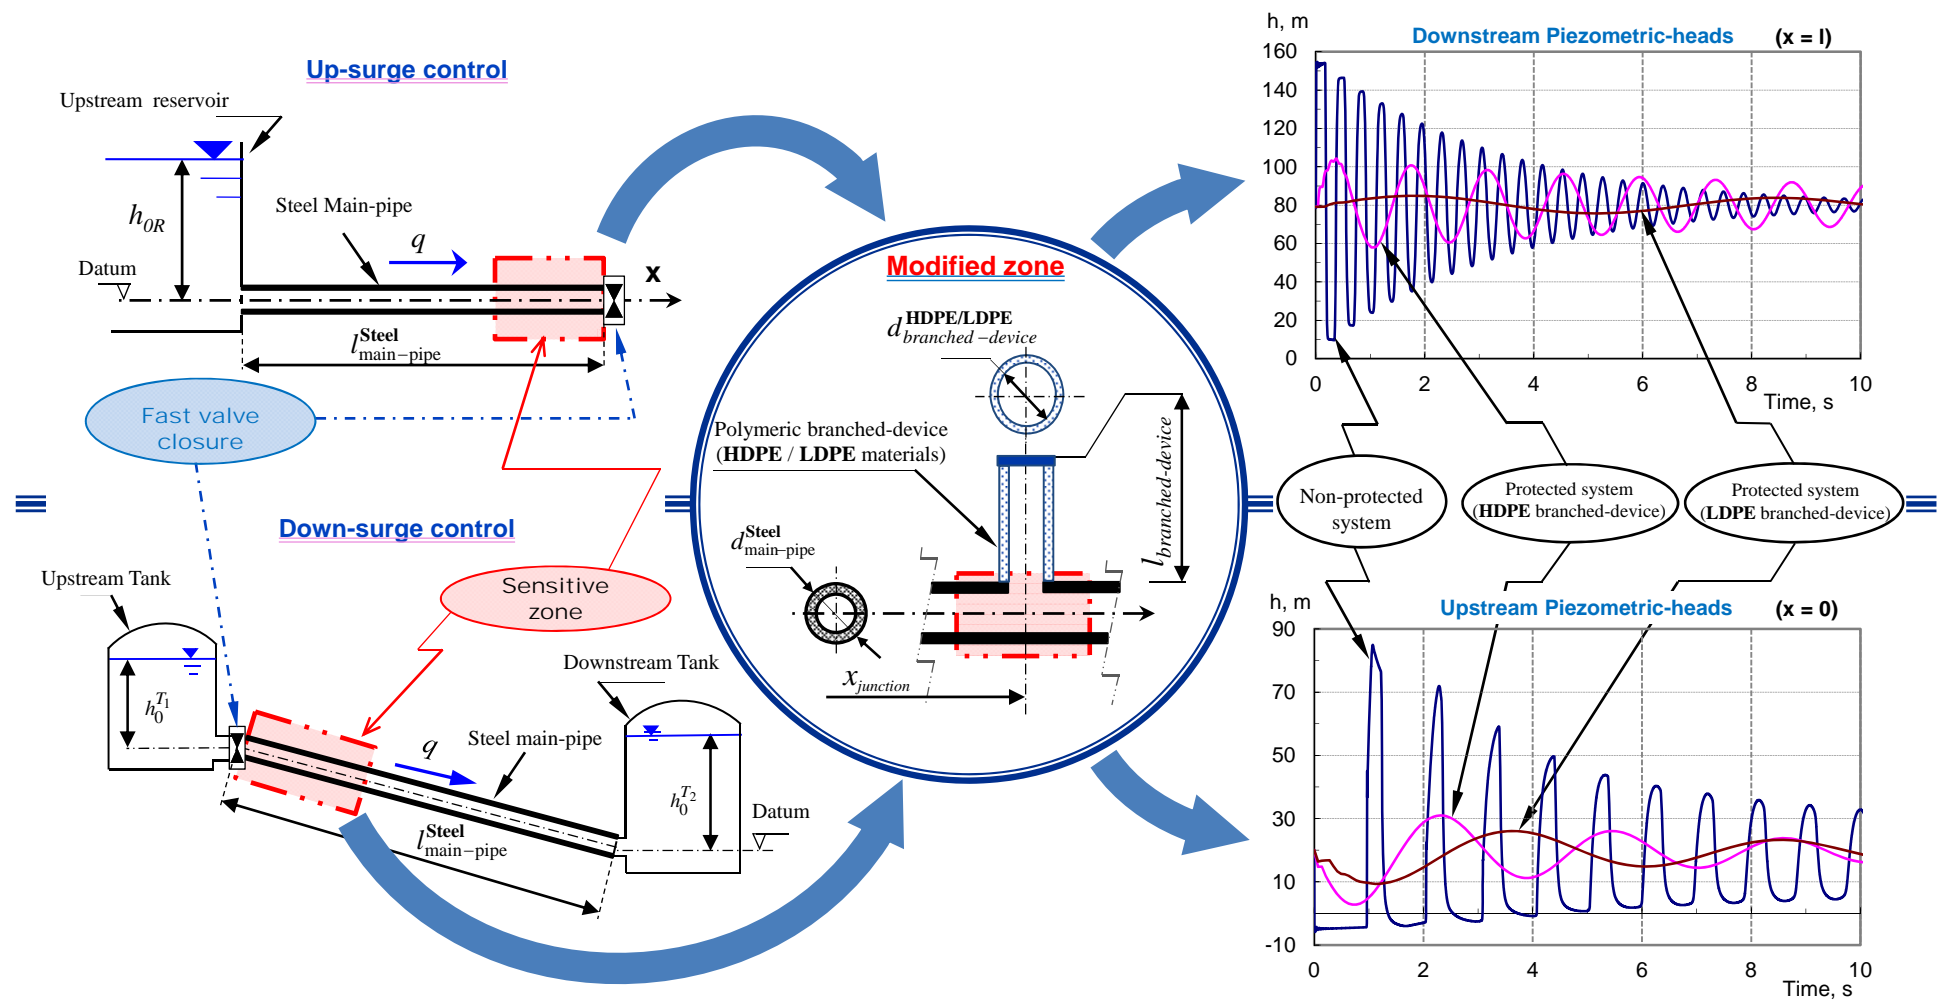 Up-surge control
Upstream reservoir
h0R
Steel Main-pipe
q
Datum
x
l Steel main-pipe
Fast valve
closure
Down-surge control
Sensitive
zone
Upstream Tank
h0 T1
q
Steel main-pipe
Downstream Tank
h0 T2
Datum
l Steel main-pipe
Modified zone
d HDPE/LDPE branched-device
Polymeric branched-device
(HDPE / LDPE materials)
l branched-device
d Steel main-pipe
x junction
h, m
Downstream Piezometric-heads (x = l)
160
140
120
100
80
60
40
20
0
0 2 4 6 8 10
Time, s
Non-protected
system
Protected system
(HDPE branched-device)
Protected system
(LDPE branched-device)
h, m
Upstream Piezometric-heads (x = 0)
90
70
50
30
10
-10
0 2 4 6 8 10
Time, s